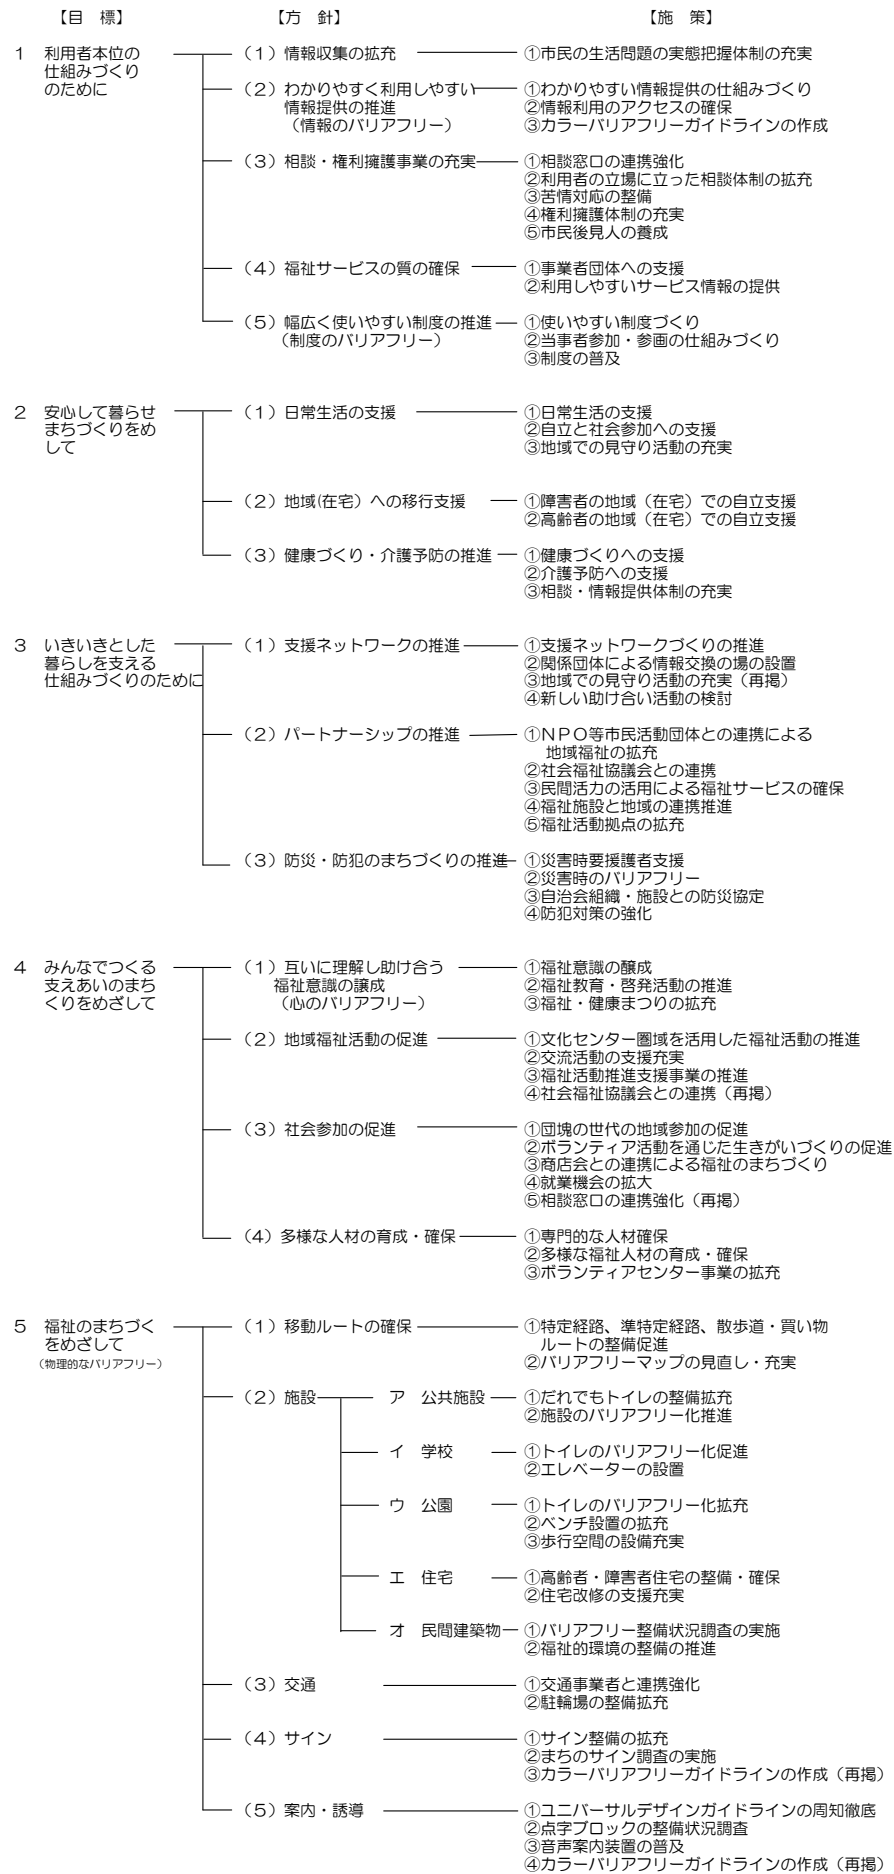 【目　標】　【方　針】　【施　策】
1　利用者本位の　（1）情報収集の拡充　①市民の生活問題の実態把握体制の充実
仕組みづくり
のために　（2）わかりやすく利用しやすい　①わかりやすい情報提供の仕組みづくり
情報提供の推進　②情報利用のアクセスの確保
（情報のバリアフリー）　③カラーバリアフリーガイドラインの作成
（3）相談・権利擁護事業の充実　①相談窓口の連携強化
②利用者の立場に立った相談体制の拡充
③苦情対応の整備
④権利擁護体制の充実
⑤市民後見人の養成
（4）福祉サービスの質の確保　①事業者団体への支援
②利用しやすいサービス情報の提供
（5）幅広く使いやすい制度の推進　①使いやすい制度づくり
（制度のバリアフリー）　②当事者参加・参画の仕組みづくり
③制度の普及
2　安心して暮らせ　（1）日常生活の支援　①日常生活の支援
まちづくりをめ　②自立と社会参加への支援
して　③地域での見守り活動の充実
（2）地域(在宅）への移行支援　①障害者の地域（在宅）での自立支援
②高齢者の地域（在宅）での自立支援
（3）健康づくり・介護予防の推進　①健康づくりへの支援
②介護予防への支援
③相談・情報提供体制の充実
3　いきいきとした　（1）支援ネットワークの推進　①支援ネットワークづくりの推進
暮らしを支える　②関係団体による情報交換の場の設置
仕組みづくりのために　③地域での見守り活動の充実（再掲）
④新しい助け合い活動の検討
（2）パートナーシップの推進　①NPO等市民活動団体との連携による
地域福祉の拡充
②社会福祉協議会との連携
③民間活力の活用による福祉サービスの確保
④福祉施設と地域の連携推進
⑤福祉活動拠点の拡充
（3）防災・防犯のまちづくりの推進　①災害時要援護者支援
②災害時のバリアフリー
③自治会組織・施設との防災協定
④防犯対策の強化
4　みんなでつくる　（1）互いに理解し助け合う　①福祉意識の醸成
支えあいのまち　福祉意識の譲成　②福祉教育・啓発活動の推進
くりをめざして　（心のバリアフリー）　③福祉・健康まつりの拡充
（2）地域福祉活動の促進　①文化センター圏域を活用した福祉活動の推進
②交流活動の支援充実
③福祉活動推進支援事業の推進
④社会福祉協議会との連携（再掲）
（3）社会参加の促進　①団塊の世代の地域参加の促進
②ボランティア活動を通じた生きがいづくりの促進
③商店会との連携による福祉のまちづくり
④就業機会の拡大
⑤相談窓口の連携強化（再掲）
（4）多様な人材の育成・確保　①専門的な人材確保
②多様な福祉人材の育成・確保
③ボランティアセンター事業の拡充
5　福祉のまちづく　（1）移動ルートの確保　①特定経路、準特定経路、散歩道・買い物
をめざして　ルートの整備促進
（物理的なバリアフリー）　②バリアフリーマップの見直し・充実
（2）施設　ア　公共施設　①だれでもトイレの整備拡充
②施設のバリアフリー化推進
イ　学校　①トイレのバリアフリー化促進
②エレベーターの設置
ウ　公園　①トイレのバリアフリー化拡充
②ベンチ設置の拡充
③歩行空間の設備充実
エ　住宅　①高齢者・障害者住宅の整備・確保
②住宅改修の支援充実
オ　民間建築物　①バリアフリー整備状況調査の実施
②福祉的環境の整備の推進
（3）交通　①交通事業者と連携強化
②駐輪場の整備拡充
（4）サイン　①サイン整備の拡充
②まちのサイン調査の実施
③カラーバリアフリーガイドラインの作成（再掲）
（5）案内・誘導　①ユニバーサルデザインガイドラインの周知徹底
②点字ブロックの整備状況調査
③音声案内装置の普及
④カラーバリアフリーガイドラインの作成（再掲）